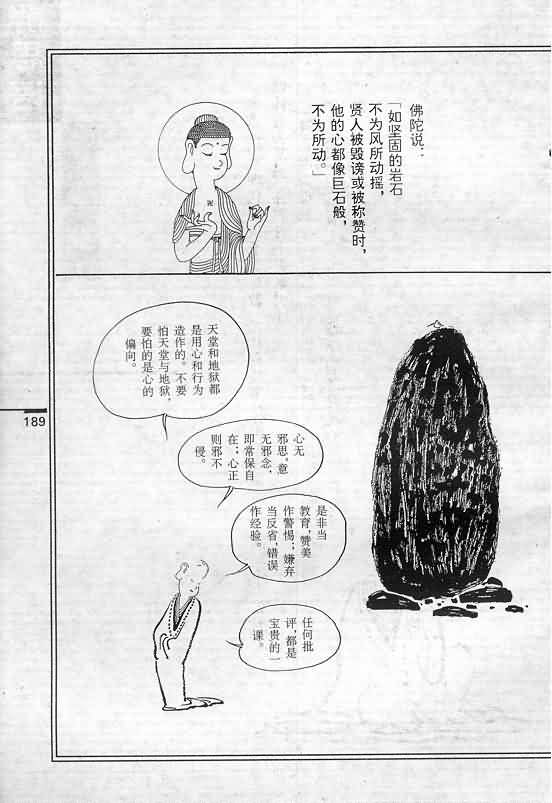 佛陀说：
「如坚固的岩石
不为风所动摇，
贤人被毁谤或被称赞时，
他的心都像巨石般，
不为所动。」
天堂和地狱都
是用心和行为
造作的。不要
怕天堂与地狱，
要怕的是心的
偏向。
心无
邪思，意
无邪念，
即常保自
在；心正
则邪不
侵。
是非当
教育，赞美
作警惕；嫌弃
当反省，错误
作经验。
任何批
评，都是
宝贵的一
课。
189